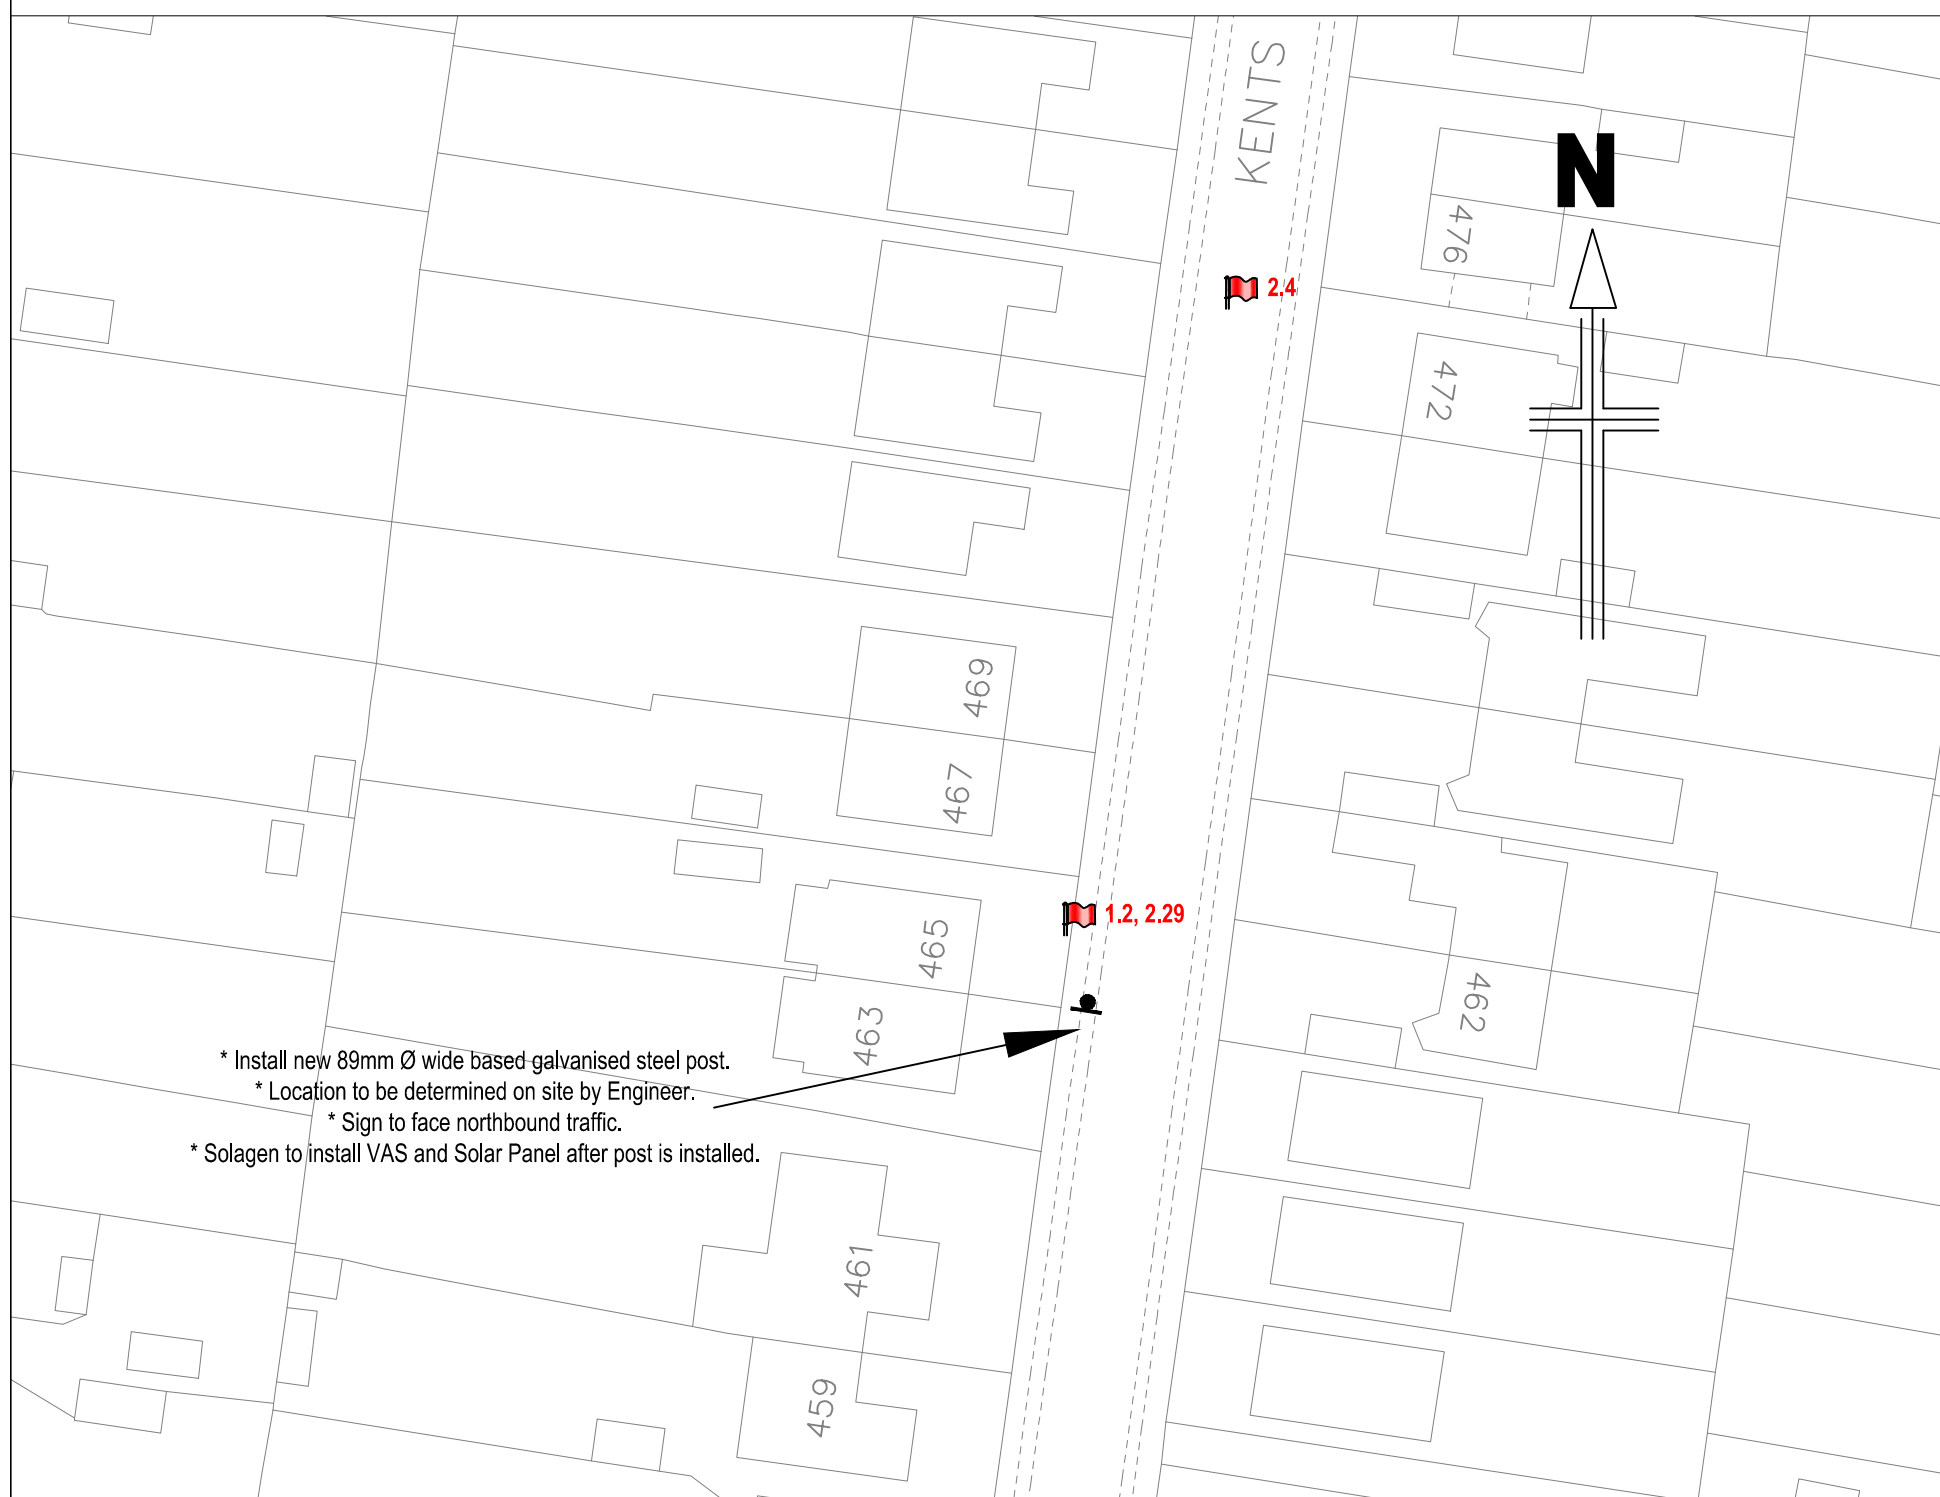 KENTS
N
476
2.4
472
469
467
1.2, 2.29
465
462
463
* Install new 89mm Ø wide based galvanised steel post.
* Location to be determined on site by Engineer.
* Sign to face northbound traffic.
* Solagen to install VAS and Solar Panel after post is installed.
461
459